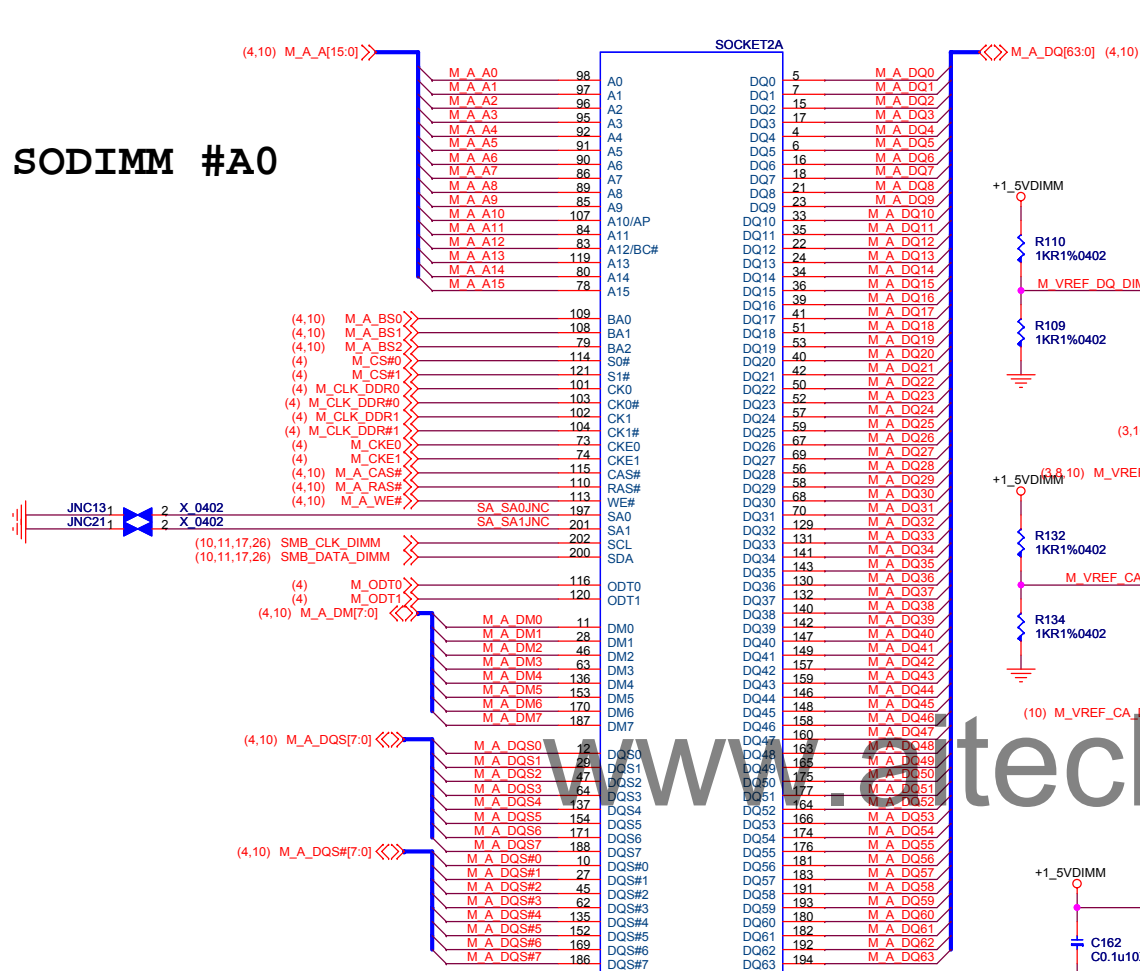 SOCKET2A
(4,10) M_A_A[15:0]
M_A_DQ[63:0] (4,10)
SODIMM #A0
M_A_A0 98 A0
M_A_A1 97 A1
M_A_A2 96 A2
M_A_A3 95 A3
M_A_A4 92 A4
M_A_A5 91 A5
M_A_A6 90 A6
M_A_A7 86 A7
M_A_A8 89 A8
M_A_A9 85 A9
M_A_A10 107 A10/AP
M_A_A11 84 A11
M_A_A12 83 A12/BC#
M_A_A13 119 A13
M_A_A14 80 A14
M_A_A15 78 A15
(4,10) M_A_BS0 109 BA0
(4,10) M_A_BS1 108 BA1
(4,10) M_A_BS2 79 BA2
(4) M_CS#0 114 S0#
(4) M_CS#1 121 S1#
(4) M_CLK_DDR0 101 CK0
(4) M_CLK_DDR#0 103 CK0#
(4) M_CLK_DDR1 102 CK1
(4) M_CLK_DDR#1 104 CK1#
(4) M_CKE0 73 CKE0
(4) M_CKE1 74 CKE1
(4,10) M_A_CAS# 115 CAS#
(4,10) M_A_RAS# 110 RAS#
(4,10) M_A_WE# 113 WE#
JNC13 1 2 X_0402 SA_SA0JNC 197 SA0
JNC21 1 2 X_0402 SA_SA1JNC 201 SA1
(10,11,17,26) SMB_CLK_DIMM 202 SCL
(10,11,17,26) SMB_DATA_DIMM 200 SDA
(4) M_ODT0 116 ODT0
(4) M_ODT1 120 ODT1
(4,10) M_A_DM[7:0]
M_A_DM0 11 DM0
M_A_DM1 28 DM1
M_A_DM2 46 DM2
M_A_DM3 63 DM3
M_A_DM4 136 DM4
M_A_DM5 153 DM5
M_A_DM6 170 DM6
M_A_DM7 187 DM7
(4,10) M_A_DQS[7:0]
M_A_DQS0 12 DQS0
M_A_DQS1 29 DQS1
M_A_DQS2 47 DQS2
M_A_DQS3 64 DQS3
M_A_DQS4 137 DQS4
M_A_DQS5 154 DQS5
M_A_DQS6 171 DQS6
M_A_DQS7 188 DQS7
(4,10) M_A_DQS#[7:0]
M_A_DQS#0 10 DQS#0
M_A_DQS#1 27 DQS#1
M_A_DQS#2 45 DQS#2
M_A_DQS#3 62 DQS#3
M_A_DQS#4 135 DQS#4
M_A_DQS#5 152 DQS#5
M_A_DQS#6 169 DQS#6
M_A_DQS#7 186 DQS#7
DQ0 5 M_A_DQ0
DQ1 7 M_A_DQ1
DQ2 15 M_A_DQ2
DQ3 17 M_A_DQ3
DQ4 4 M_A_DQ4
DQ5 6 M_A_DQ5
DQ6 16 M_A_DQ6
DQ7 18 M_A_DQ7
DQ8 21 M_A_DQ8
DQ9 23 M_A_DQ9
DQ10 33 M_A_DQ10
DQ11 35 M_A_DQ11
DQ12 22 M_A_DQ12
DQ13 24 M_A_DQ13
DQ14 34 M_A_DQ14
DQ15 36 M_A_DQ15
DQ16 39 M_A_DQ16
DQ17 41 M_A_DQ17
DQ18 51 M_A_DQ18
DQ19 53 M_A_DQ19
DQ20 40 M_A_DQ20
DQ21 42 M_A_DQ21
DQ22 50 M_A_DQ22
DQ23 52 M_A_DQ23
DQ24 57 M_A_DQ24
DQ25 59 M_A_DQ25
DQ26 67 M_A_DQ26
DQ27 69 M_A_DQ27
DQ28 56 M_A_DQ28
DQ29 58 M_A_DQ29
DQ30 68 M_A_DQ30
DQ31 70 M_A_DQ31
DQ32 129 M_A_DQ32
DQ33 131 M_A_DQ33
DQ34 141 M_A_DQ34
DQ35 143 M_A_DQ35
DQ36 130 M_A_DQ36
DQ37 132 M_A_DQ37
DQ38 140 M_A_DQ38
DQ39 142 M_A_DQ39
DQ40 147 M_A_DQ40
DQ41 149 M_A_DQ41
DQ42 157 M_A_DQ42
DQ43 159 M_A_DQ43
DQ44 146 M_A_DQ44
DQ45 148 M_A_DQ45
DQ46 158 M_A_DQ46
DQ47 160 M_A_DQ47
DQ48 163 M_A_DQ48
DQ49 165 M_A_DQ49
DQ50 175 M_A_DQ50
DQ51 177 M_A_DQ51
DQ52 164 M_A_DQ52
DQ53 166 M_A_DQ53
DQ54 174 M_A_DQ54
DQ55 176 M_A_DQ55
DQ56 181 M_A_DQ56
DQ57 183 M_A_DQ57
DQ58 191 M_A_DQ58
DQ59 193 M_A_DQ59
DQ60 180 M_A_DQ60
DQ61 182 M_A_DQ61
DQ62 192 M_A_DQ62
DQ63 194 M_A_DQ63
+1_5VDIMM
R110
1KR1%0402
M_VREF_DQ_DIM
R109
1KR1%0402
(3,1
(3,8,10) M_VREF
+1_5VDIMM
R132
1KR1%0402
M_VREF_CA
R134
1KR1%0402
(10) M_VREF_CA_
www.aitech
+1_5VDIMM
C162
C0.1u10